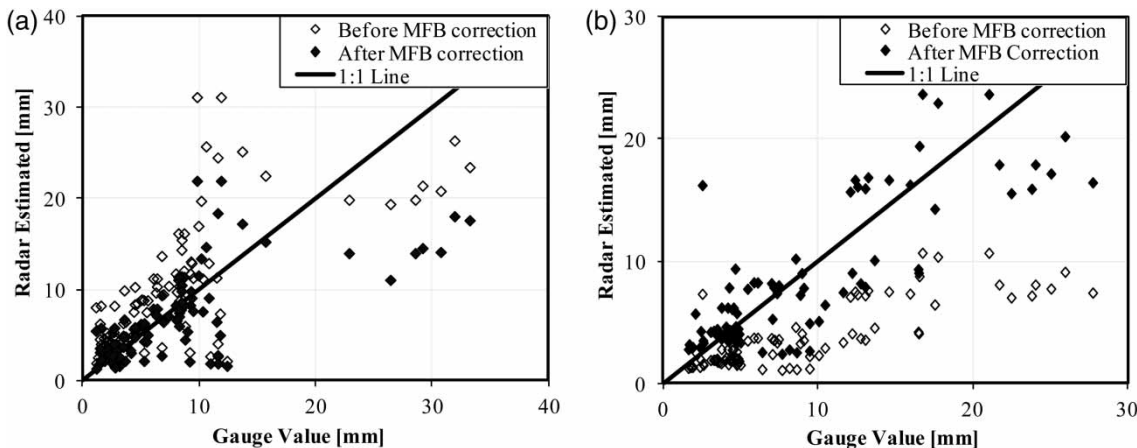 (a)
40
30
20
10
0
Radar Estimated [mm]
Before MFB correction
After MFB correction
1:1 Line
0 10 20 30 40
Gauge Value [mm]
(b)
30
20
10
0
Radar Estimated [mm]
Before MFB correction
After MFB Correction
1:1 Line
0 10 20 30
Gauge Value [mm]